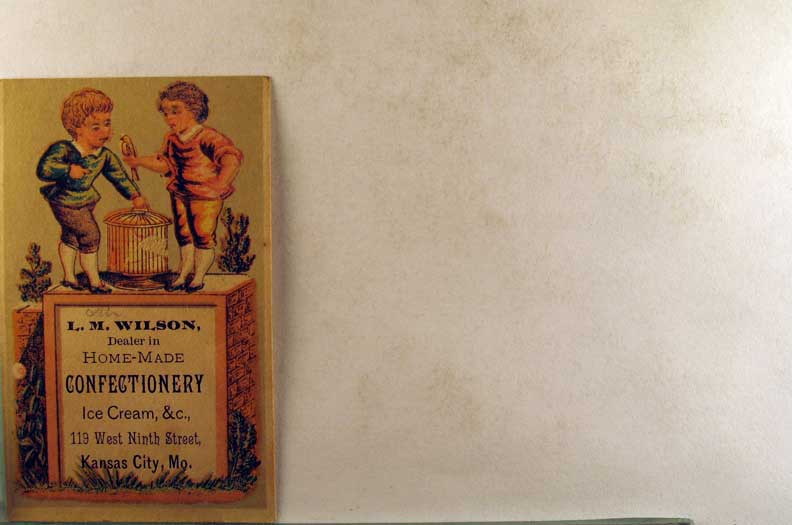 L. M. WILSON,
Dealer in
HOME-MADE
CONFECTIONERY
Ice Cream, &c.,
119 West Ninth Street,
Kansas City, Mo.